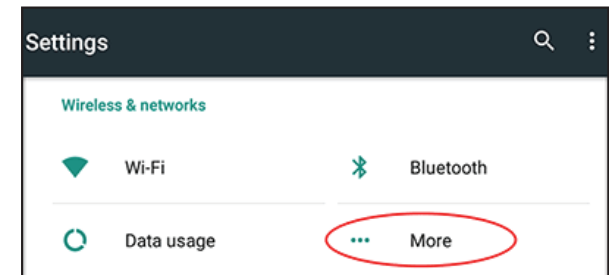 Settings
Wireless & networks
Wi-Fi
Bluetooth
Data usage
More